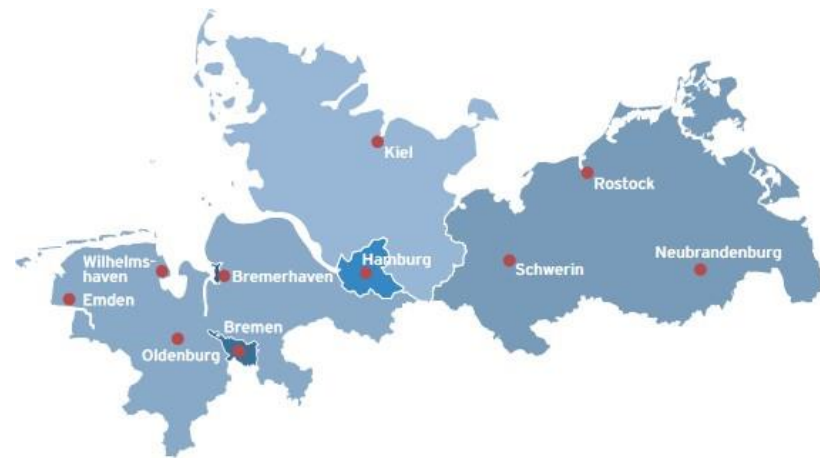 Kiel
Rostock
Wilhelms-
haven
Hamburg
Neubrandenburg
Bremerhaven
Schwerin
Emden
Bremen
Oldenburg